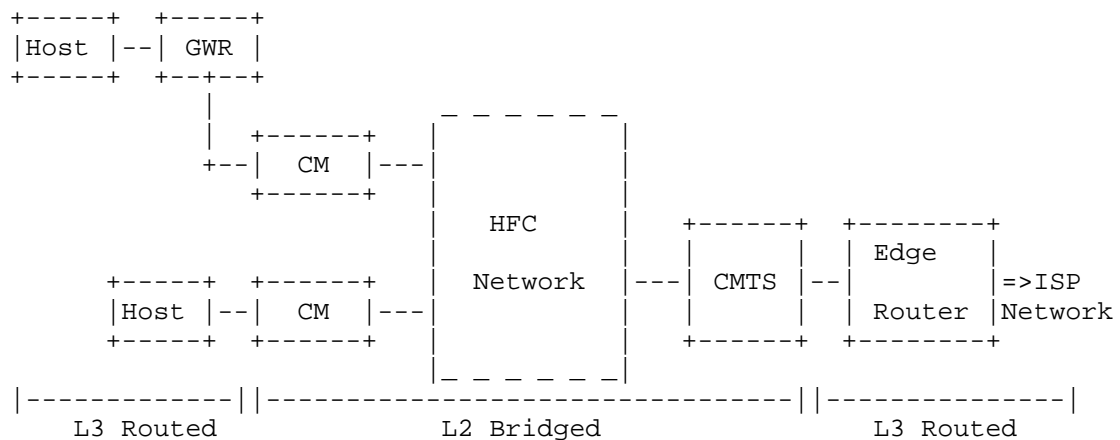 Host GWR
CM
HFC
Edge
Network CMTS =>ISP
Host CM Router Network
L3 Routed L2 Bridged L3 Routed